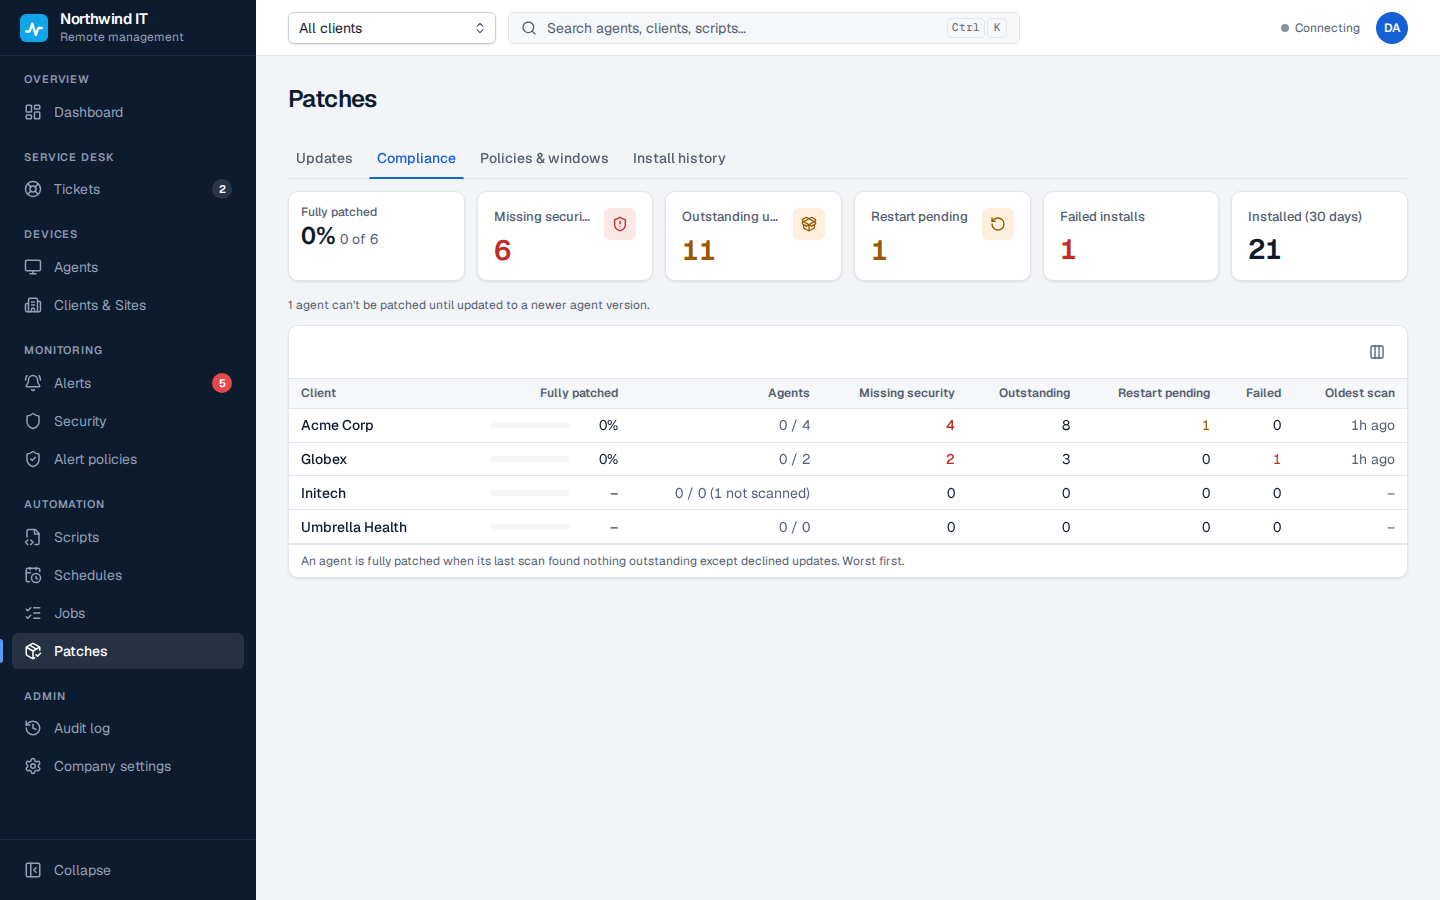 Northwind IT
Remote management
All clients
Search agents, clients, scripts...
Ctrl K
Connecting
DA
OVERVIEW
Dashboard
SERVICE DESK
Tickets 2
DEVICES
Agents
Clients & Sites
MONITORING
Alerts 5
Security
Alert policies
AUTOMATION
Scripts
Schedules
Jobs
Patches
ADMIN
Audit log
Company settings
Collapse
Patches
Updates Compliance Policies & windows Install history
Fully patched
0% 0 of 6
Missing securi...
6
Outstanding u...
11
Restart pending
1
Failed installs
1
Installed (30 days)
21
1 agent can't be patched until updated to a newer agent version.
Client Fully patched Agents Missing security Outstanding Restart pending Failed Oldest scan
Acme Corp 0% 0 / 4 4 8 1 0 1h ago
Globex 0% 0 / 2 2 3 0 1 1h ago
Initech – 0 / 0 (1 not scanned) 0 0 0 0 –
Umbrella Health – 0 / 0 0 0 0 0 –
An agent is fully patched when its last scan found nothing outstanding except declined updates. Worst first.